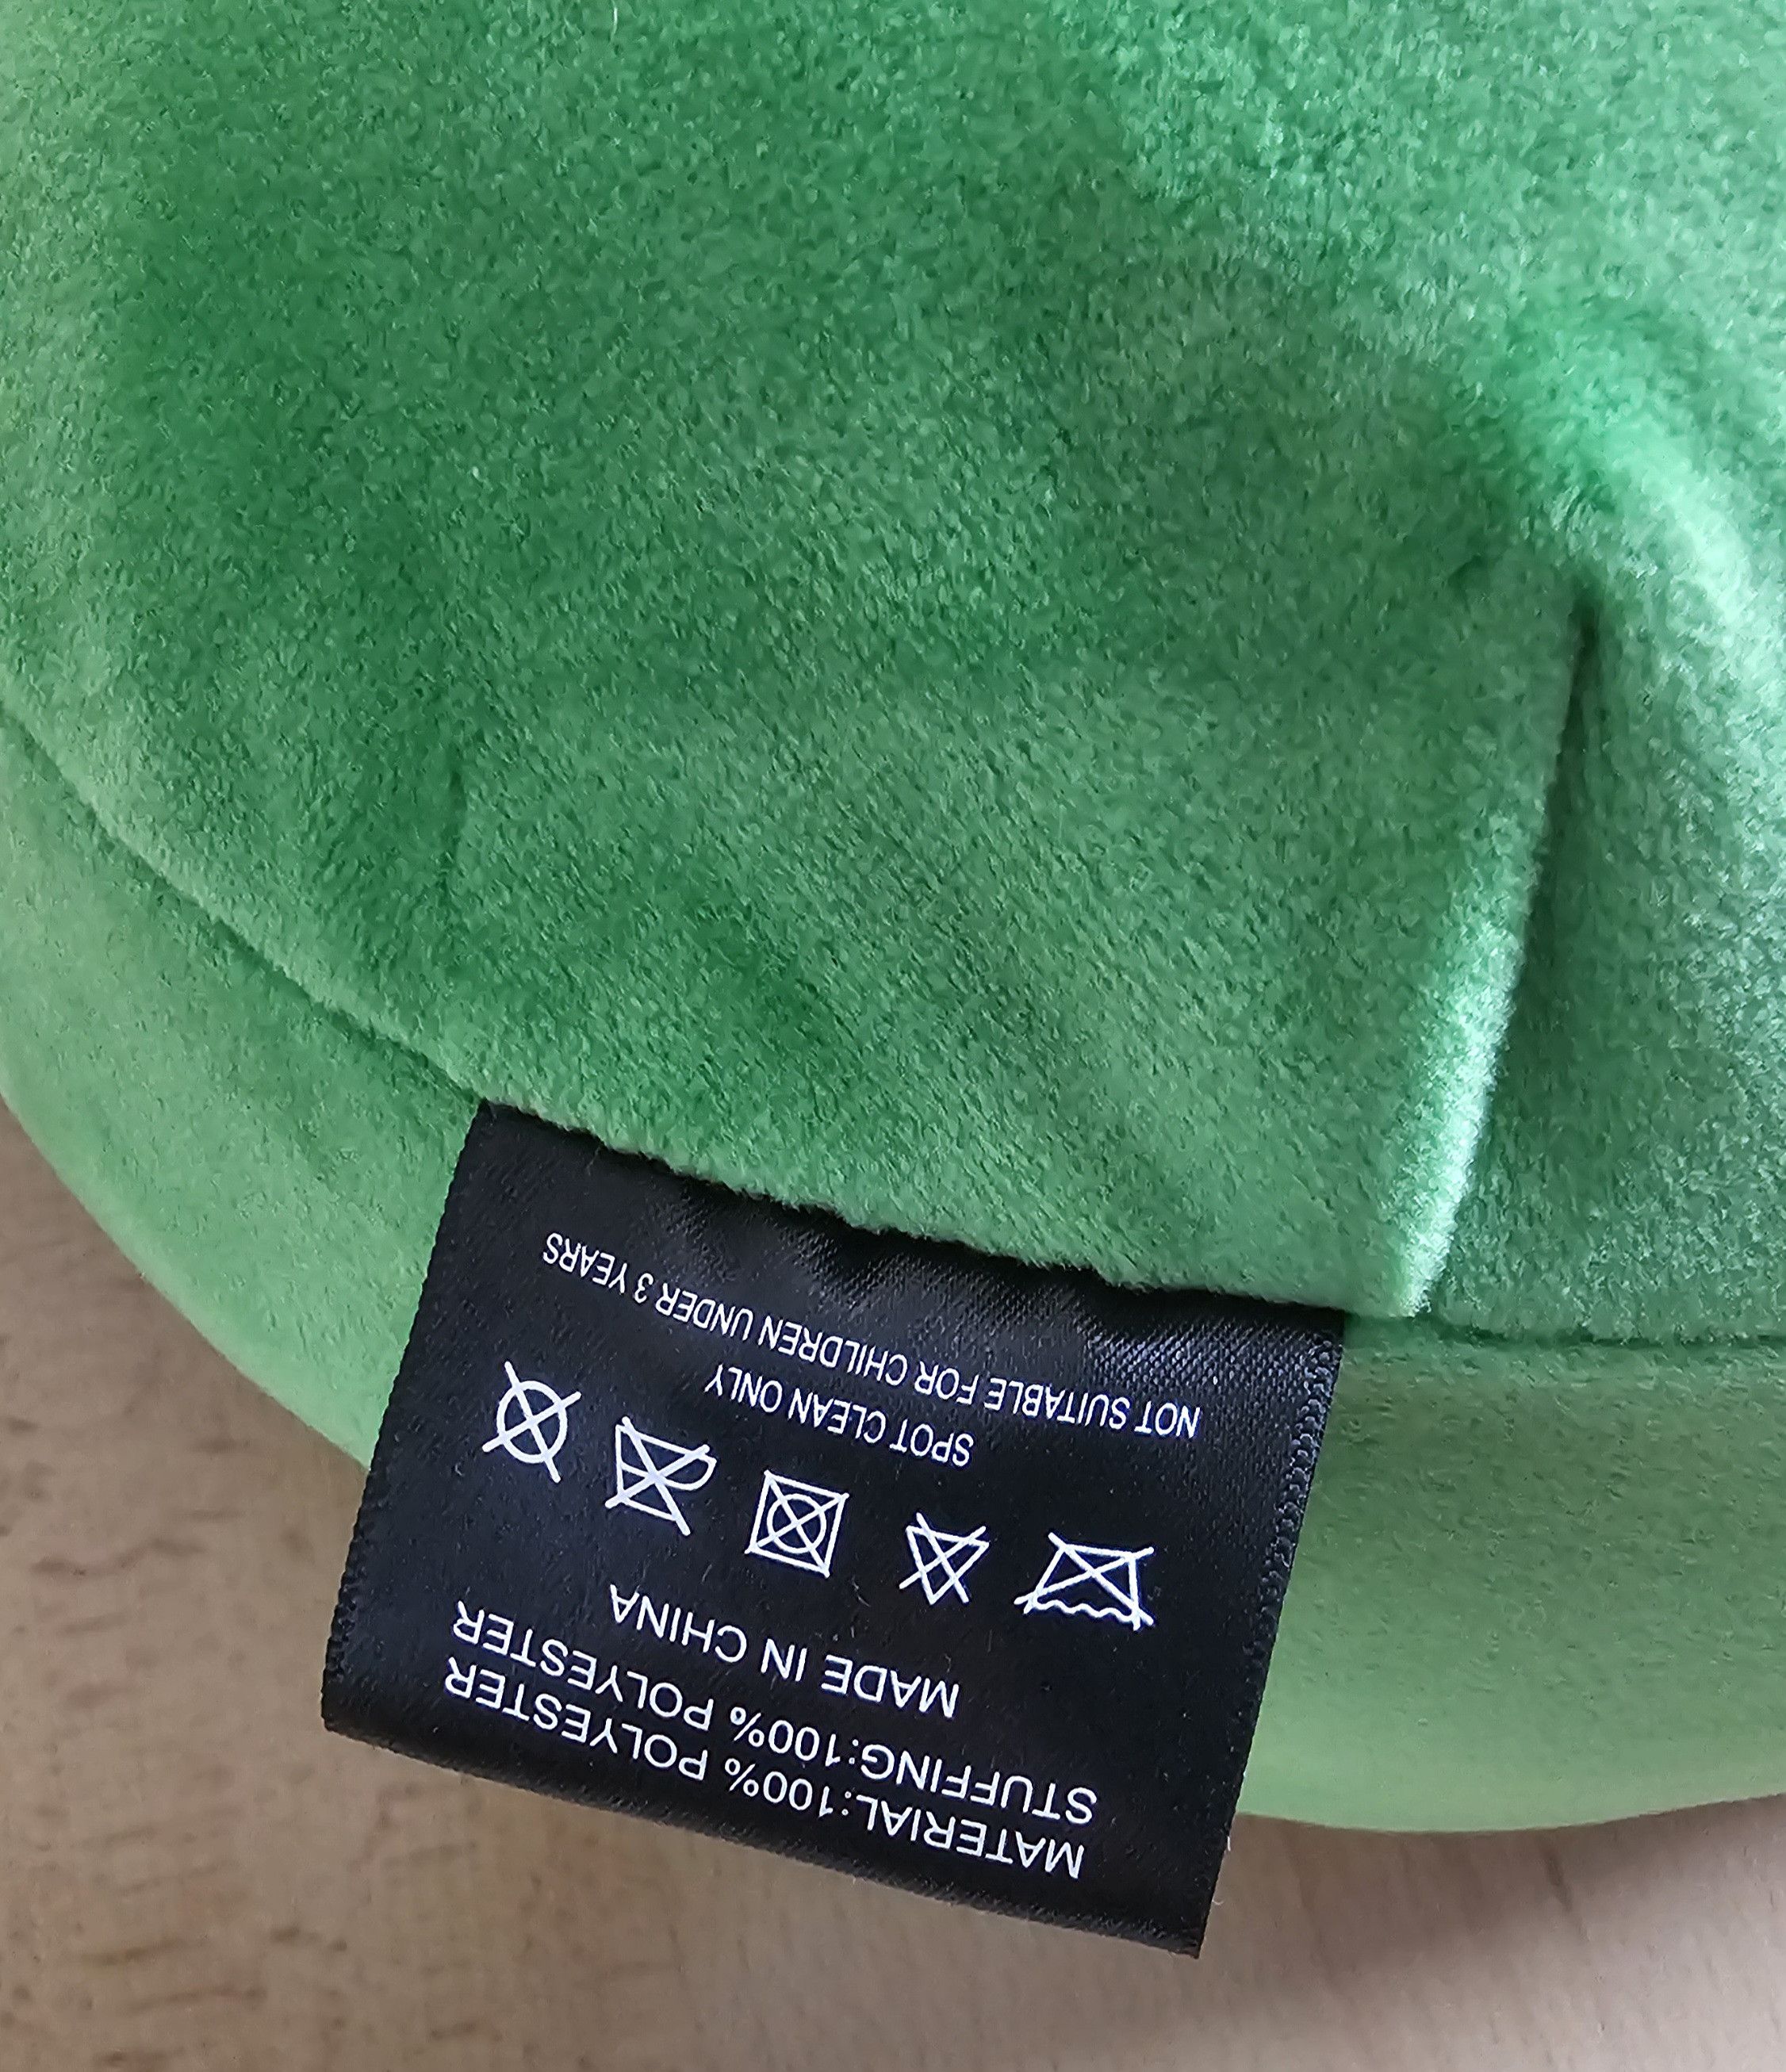 MATERIAL:100% POLYESTER
STUFFING:100% POLYESTER
MADE IN CHINA
SPOT CLEAN ONLY
NOT SUITABLE FOR CHILDREN UNDER 3 YEARS